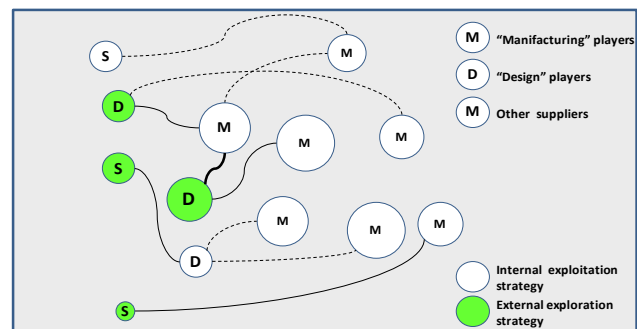 S
M
M "Manifacturing" players
D "Design" players
M Other suppliers
D
M
M
M
S
D
M
M
M
D
S
Internal exploitation
strategy
External exploration
strategy